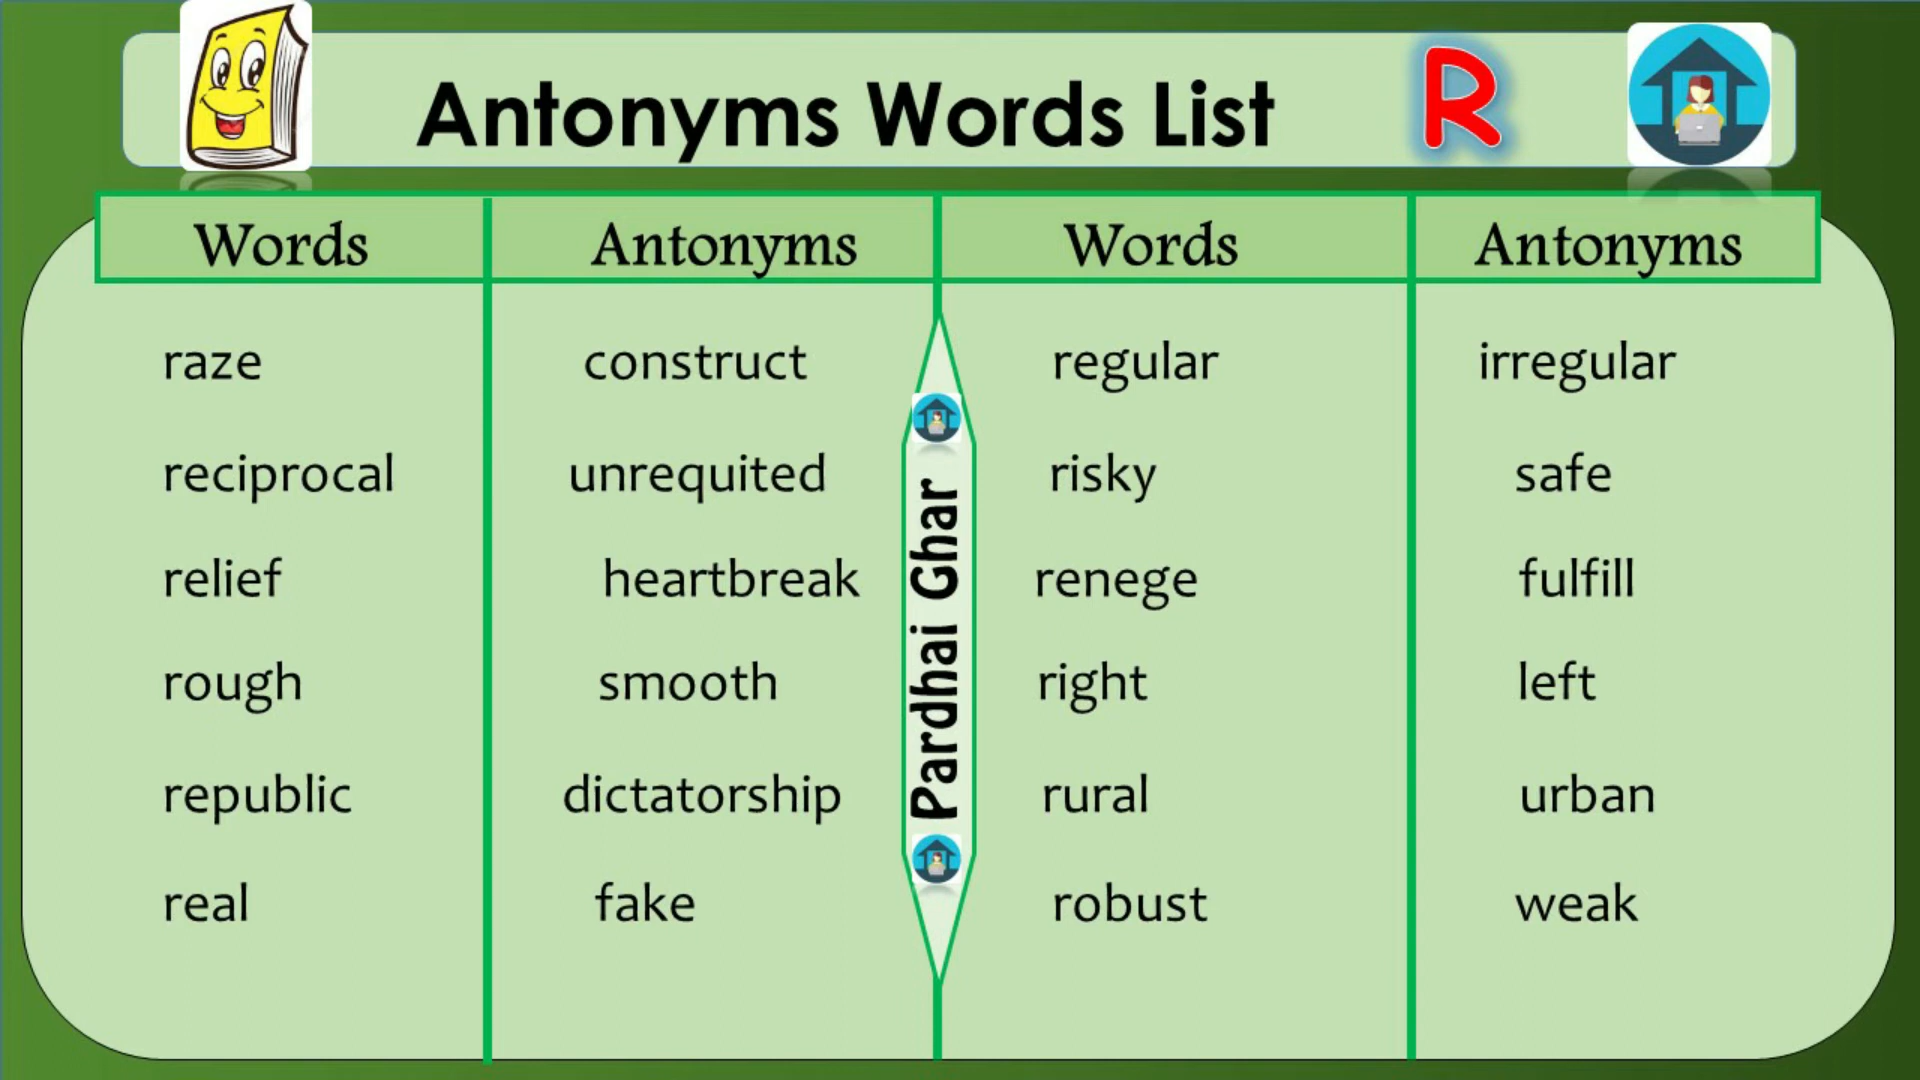 Antonyms Words List R
Words Antonyms Words Antonyms
raze construct regular irregular
reciprocal unrequited risky safe
relief heartbreak renege fulfill
rough smooth right left
republic dictatorship rural urban
real fake robust weak
Pardhai Ghar